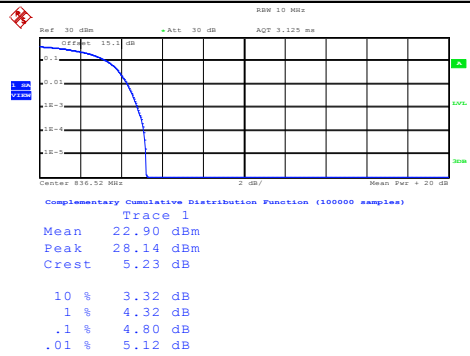 RBW 10 MHz
Ref 30 dBm Att 30 dB AQT 3.125 ms
Offset 15.1 dB
0.1
A
1 SA
VIEW
0.01
1E-3
LVL
1E-4
1E-5
3DB
Center 836.52 MHz 2 dB/ Mean Pwr + 20 dB
Complementary Cumulative Distribution Function (100000 samples)
Trace 1
Mean 22.90 dBm
Peak 28.14 dBm
Crest 5.23 dB
10 % 3.32 dB
1 % 4.32 dB
.1 % 4.80 dB
.01 % 5.12 dB